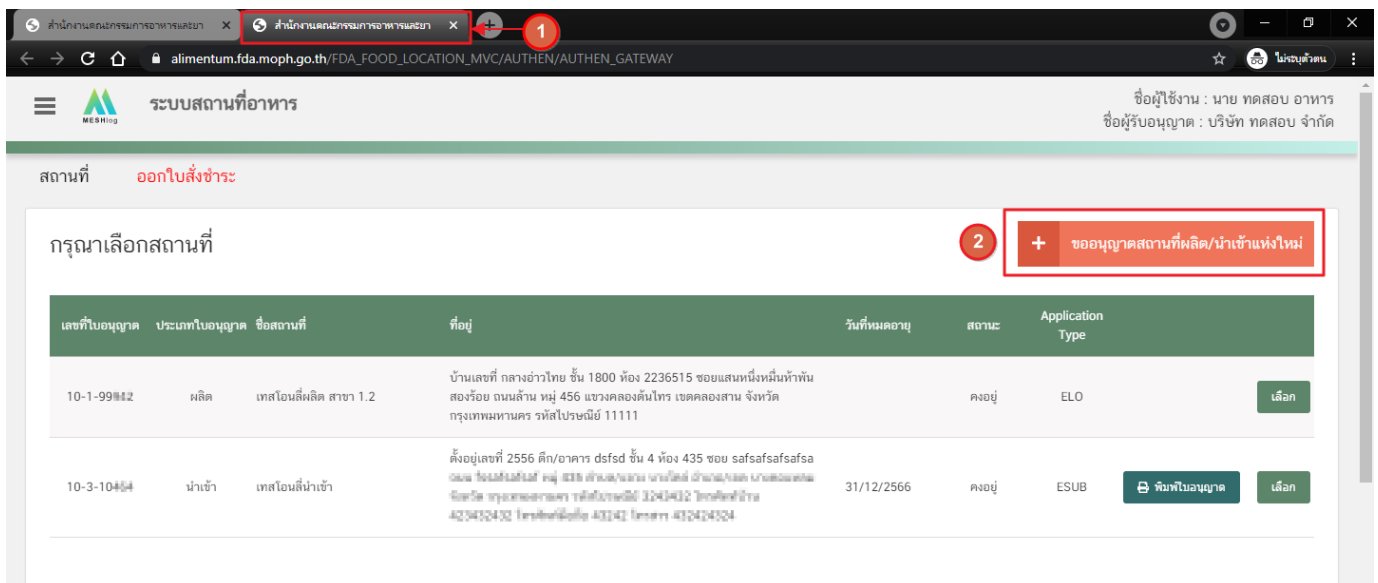 สำนักงานคณะกรรมการอาหารและยา
สำนักงานคณะกรรมการอาหารและยา
1
alimentum.fda.moph.go.th/FDA_FOOD_LOCATION_MVC/AUTHEN/AUTHEN_GATEWAY
ไม่ระบุตัวตน
MESHlog
ระบบสถานที่อาหาร
ชื่อผู้ใช้งาน : นาย ทดสอบ อาหาร
ชื่อผู้รับอนุญาต : บริษัท ทดสอบ จำกัด
สถานที่ ออกใบสั่งชำระ
กรุณาเลือกสถานที่
2
+ ขออนุญาตสถานที่ผลิต/นำเข้าแห่งใหม่
เลขที่ใบอนุญาต ประเภทใบอนุญาต ชื่อสถานที่ ที่อยู่ วันที่หมดอายุ สถานะ Application
Type
บ้านเลขที่ กลางอ่าวไทย ชั้น 1800 ห้อง 2236515 ซอยแสนหนึ่งหมื่นห้าพัน
10-1-99 ผลิต เทสโอนลี่ผลิต สาขา 1.2 สองร้อย ถนนล้าน หมู่ 456 แขวงคลองต้นไทร เขตคลองสาน จังหวัด คงอยู่ ELO เลือก
กรุงเทพมหานคร รหัสไปรษณีย์ 11111
ตั้งอยู่เลขที่ 2556 ตึก/อาคาร dsfsd ชั้น 4 ห้อง 435 ซอย safsafsafsafsa
10-3-10 นำเข้า เทสโอนลี่นำเข้า 31/12/2566 คงอยู่ ESUB พิมพ์ใบอนุญาต เลือก